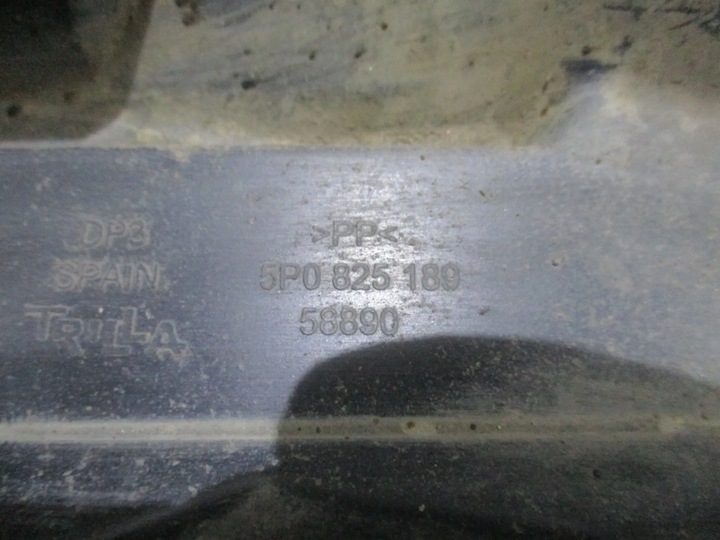 DP3
SPAIN
TRILLA
>PP<
5P0 825 189
58890